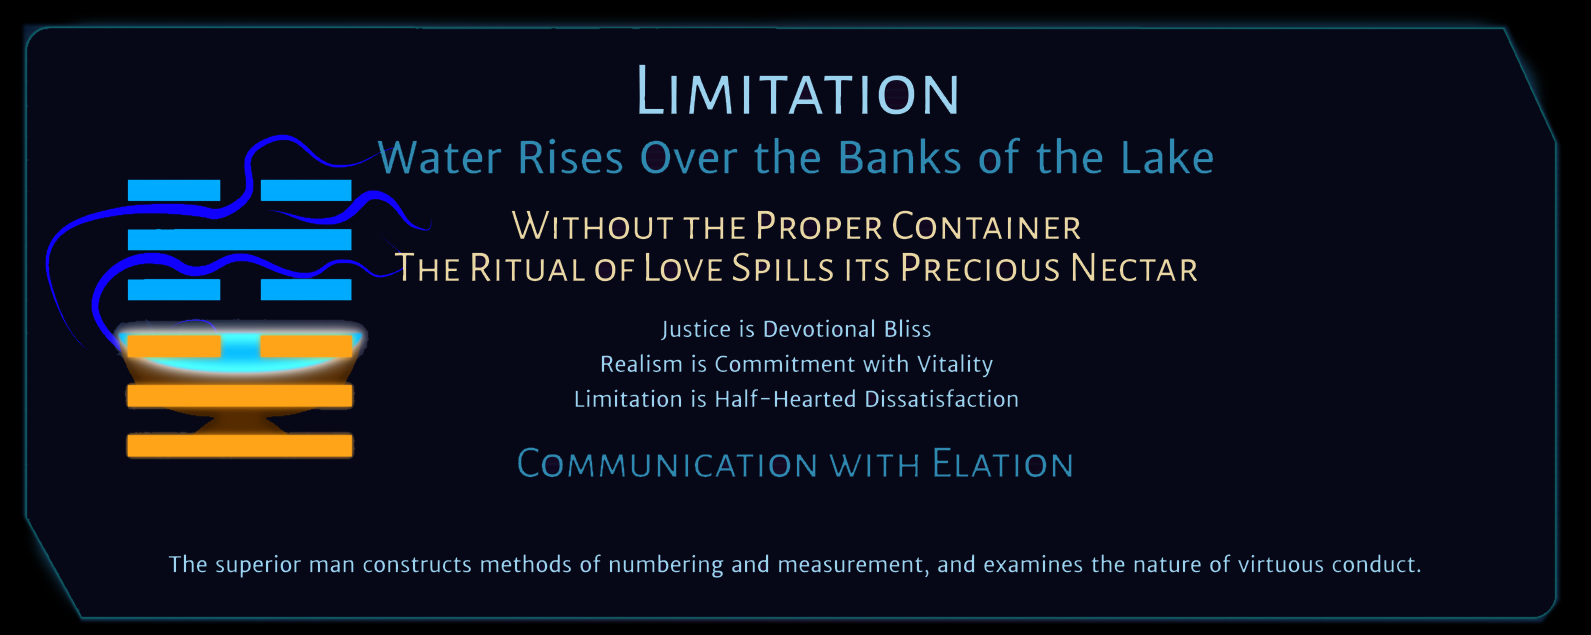 Limitation
Water Rises Over the Banks of the Lake
Without the Proper Container
The Ritual of Love Spills its Precious Nectar
Justice is Devotional Bliss
Realism is Commitment with Vitality
Limitation is Half-Hearted Dissatisfaction
Communication with Elation
The superior man constructs methods of numbering and measurement, and examines the nature of virtuous conduct.